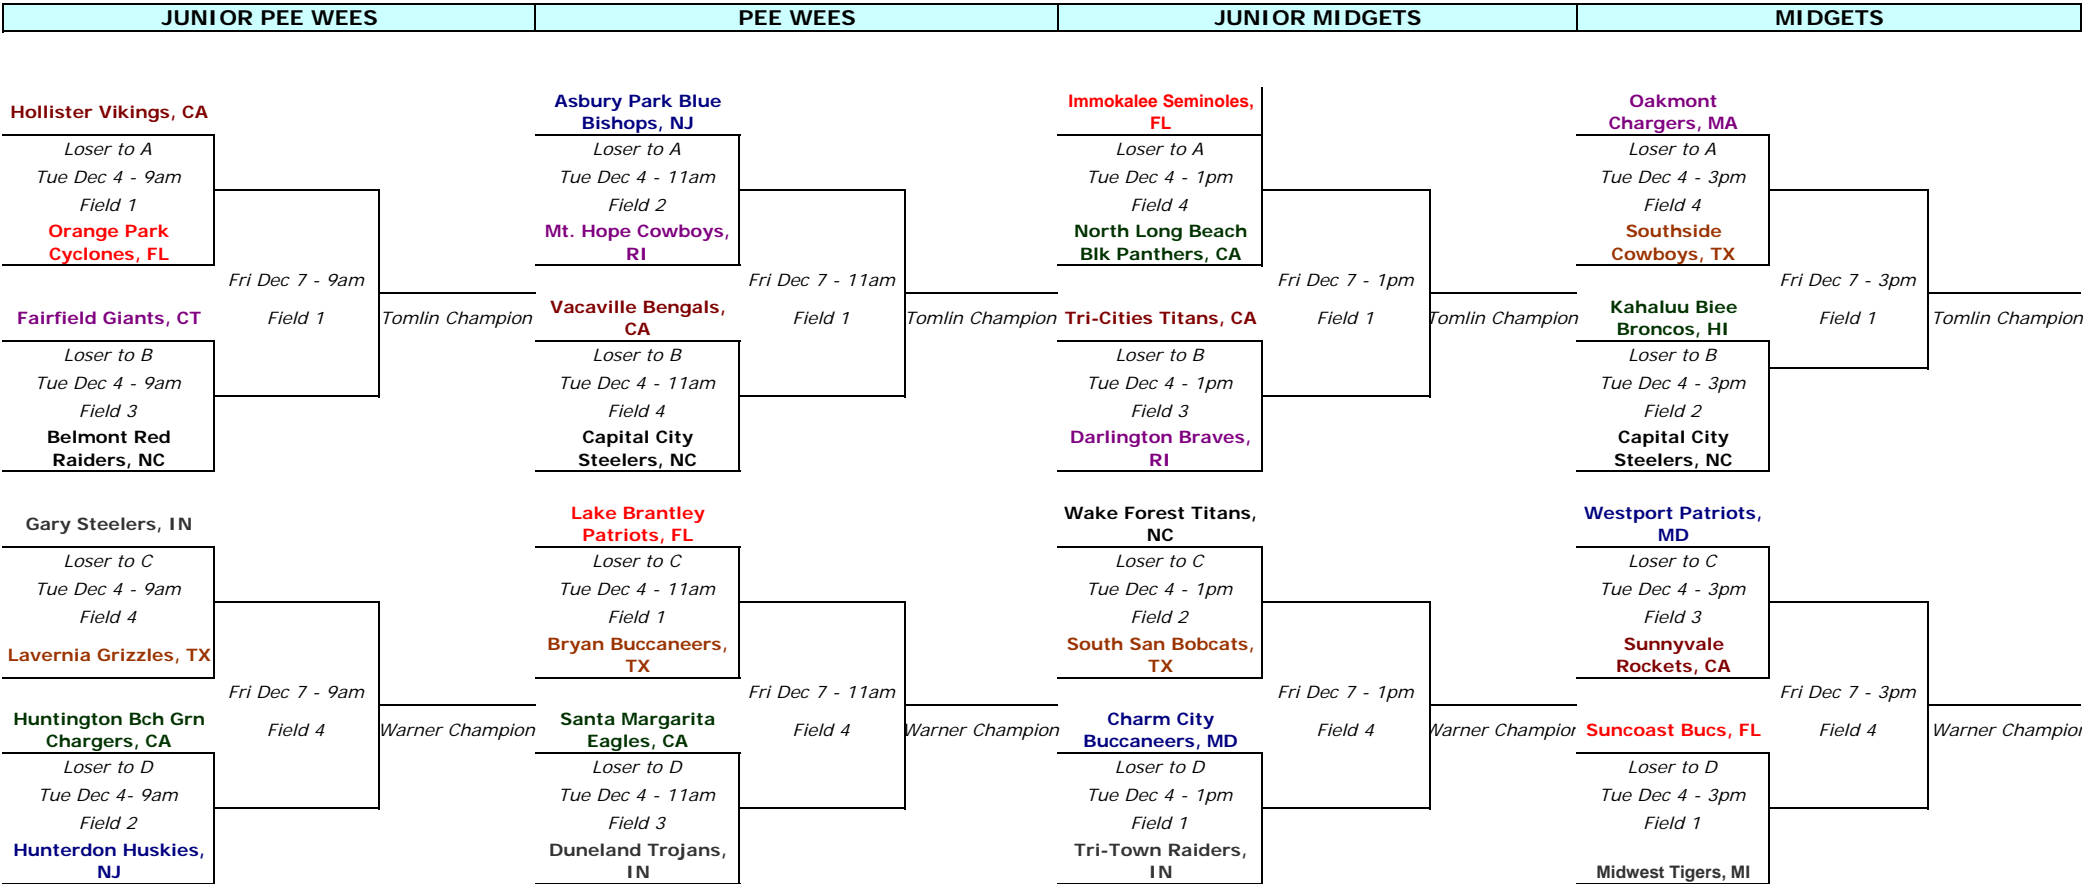 JUNIOR PEE WEES
PEE WEES
JUNIOR MIDGETS
MIDGETS
Hollister Vikings, CA
Loser to A
Tue Dec 4 - 9am
Field 1
Orange Park
Cyclones, FL
Fri Dec 7 - 9am
Field 1
Tomlin Champion
Fairfield Giants, CT
Loser to B
Tue Dec 4 - 9am
Field 3
Belmont Red
Raiders, NC
Gary Steelers, IN
Loser to C
Tue Dec 4 - 9am
Field 4
Lavernia Grizzles, TX
Fri Dec 7 - 9am
Field 4
Warner Champion
Huntington Bch Grn
Chargers, CA
Loser to D
Tue Dec 4- 9am
Field 2
Hunterdon Huskies,
NJ
Asbury Park Blue
Bishops, NJ
Loser to A
Tue Dec 4 - 11am
Field 2
Mt. Hope Cowboys,
RI
Fri Dec 7 - 11am
Field 1
Tomlin Champion
Vacaville Bengals,
CA
Loser to B
Tue Dec 4 - 11am
Field 4
Capital City
Steelers, NC
Lake Brantley
Patriots, FL
Loser to C
Tue Dec 4 - 11am
Field 1
Bryan Buccaneers,
TX
Fri Dec 7 - 11am
Field 4
Warner Champion
Santa Margarita
Eagles, CA
Loser to D
Tue Dec 4 - 11am
Field 3
Duneland Trojans,
IN
Immokalee Seminoles,
FL
Loser to A
Tue Dec 4 - 1pm
Field 4
North Long Beach
Blk Panthers, CA
Fri Dec 7 - 1pm
Field 1
Tomlin Champion
Tri-Cities Titans, CA
Loser to B
Tue Dec 4 - 1pm
Field 3
Darlington Braves,
RI
Wake Forest Titans,
NC
Loser to C
Tue Dec 4 - 1pm
Field 2
South San Bobcats,
TX
Fri Dec 7 - 1pm
Field 4
Warner Champion
Charm City
Buccaneers, MD
Loser to D
Tue Dec 4 - 1pm
Field 1
Tri-Town Raiders,
IN
Oakmont
Chargers, MA
Loser to A
Tue Dec 4 - 3pm
Field 4
Southside
Cowboys, TX
Fri Dec 7 - 3pm
Field 1
Tomlin Champion
Kahaluu Biee
Broncos, HI
Loser to B
Tue Dec 4 - 3pm
Field 2
Capital City
Steelers, NC
Westport Patriots,
MD
Loser to C
Tue Dec 4 - 3pm
Field 3
Sunnyvale
Rockets, CA
Fri Dec 7 - 3pm
Field 4
Warner Champion
Suncoast Bucs, FL
Loser to D
Tue Dec 4 - 3pm
Field 1
Midwest Tigers, MI